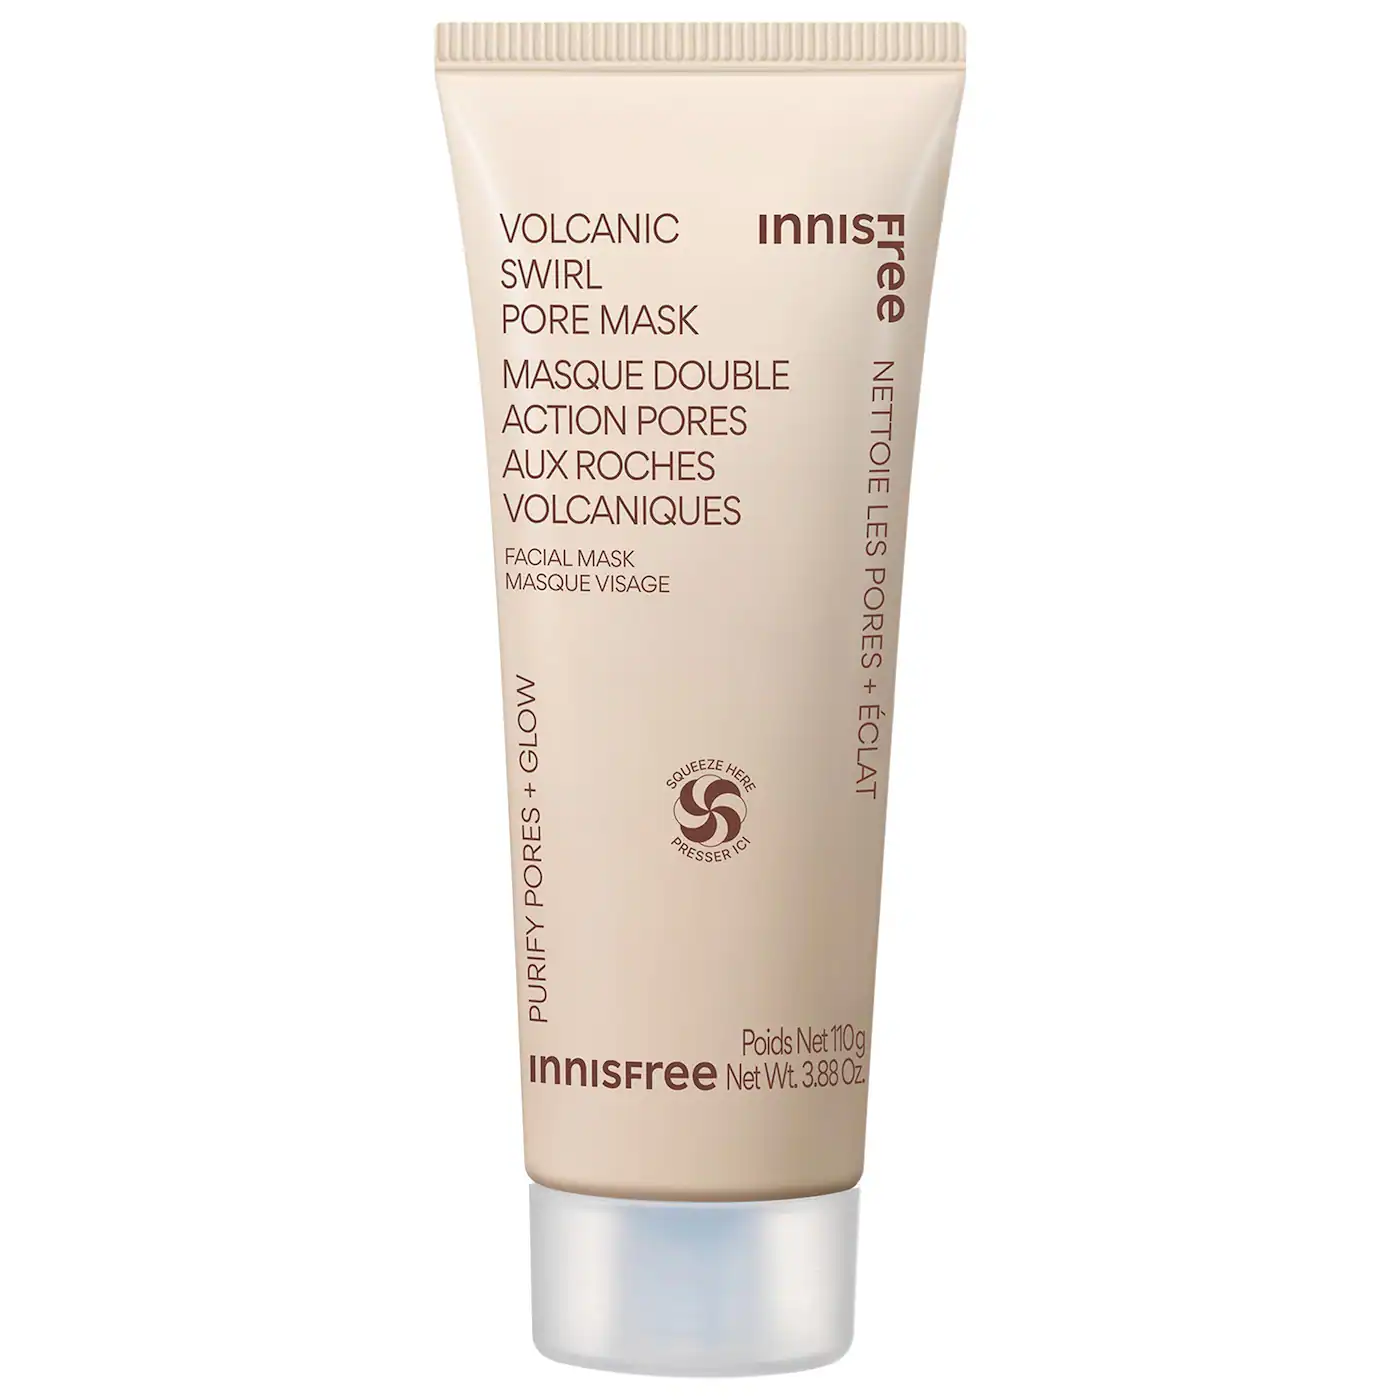 VOLCANIC
SWIRL
PORE MASK
MASQUE DOUBLE
ACTION PORES
AUX ROCHES
VOLCANIQUES
FACIAL MASK
MASQUE VISAGE
INNISFree
NETTOIE LES PORES + ÉCLAT
PURIFY PORES + GLOW
SQUEEZE HERE
PRESSER ICI
Poids Net 110g
INNISFree Net Wt. 3.88 Oz.